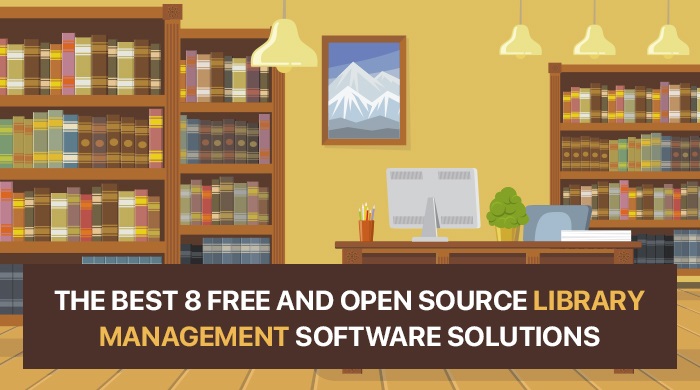 THE BEST 8 FREE AND OPEN SOURCE LIBRARY
MANAGEMENT SOFTWARE SOLUTIONS